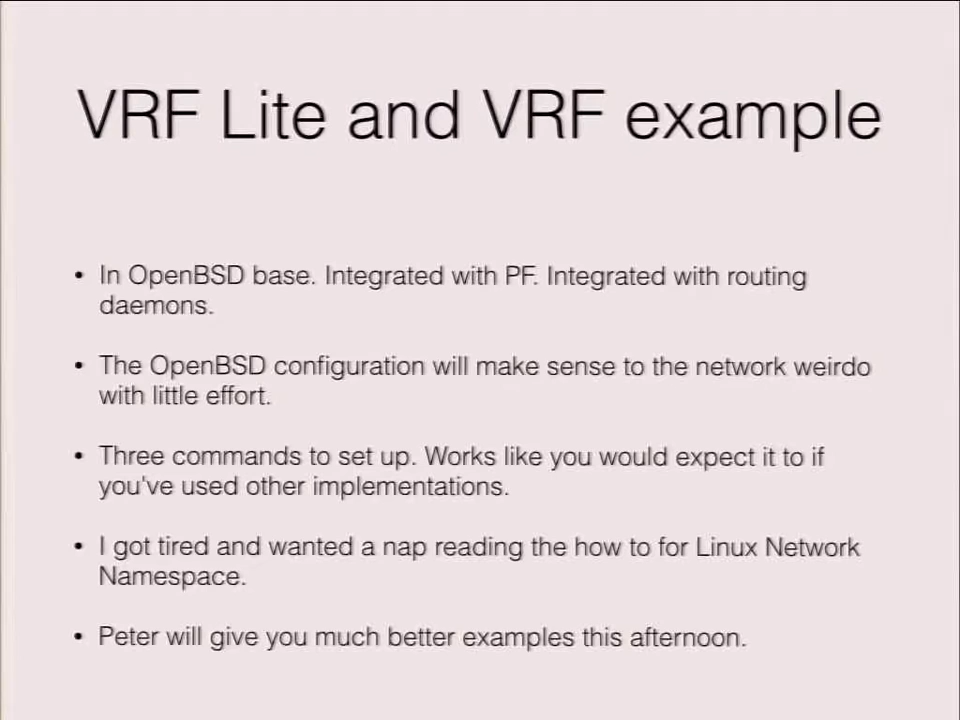 VRF Lite and VRF example
• In OpenBSD base. Integrated with PF. Integrated with routing
daemons.
• The OpenBSD configuration will make sense to the network weirdo
with little effort.
• Three commands to set up. Works like you would expect it to if
you've used other implementations.
• I got tired and wanted a nap reading the how to for Linux Network
Namespace.
• Peter will give you much better examples this afternoon.